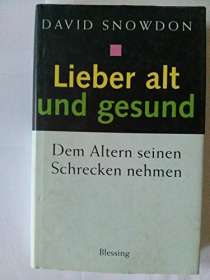 DAVID SNOWDON
Lieber alt
und gesund
Dem Altern seinen
Schrecken nehmen
Blessing